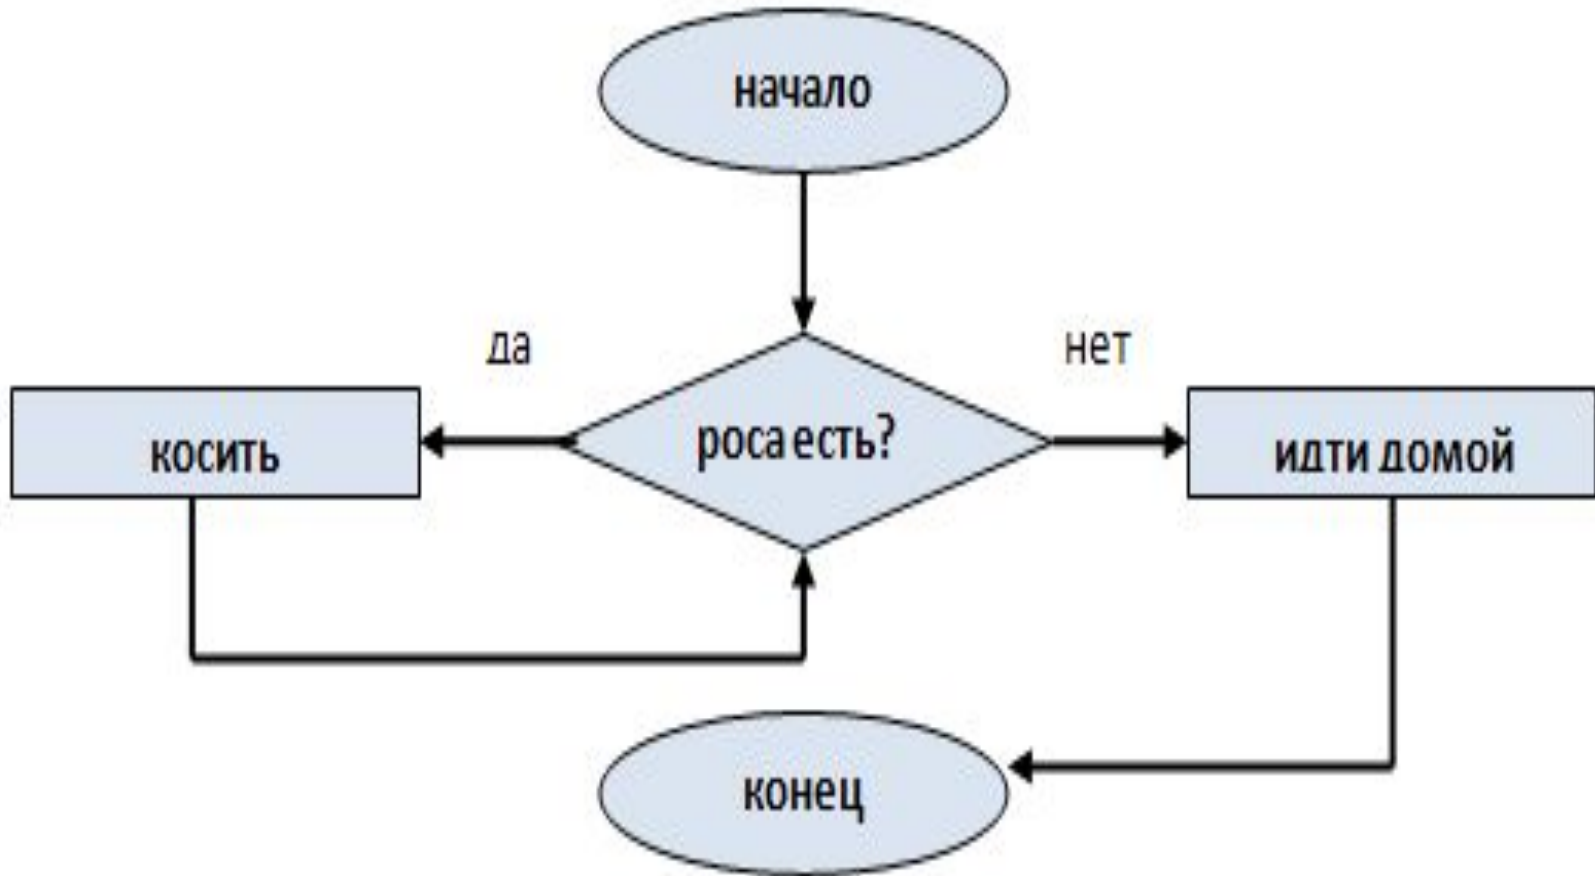 начало
да
нет
косить
роса есть?
идти домой
конец